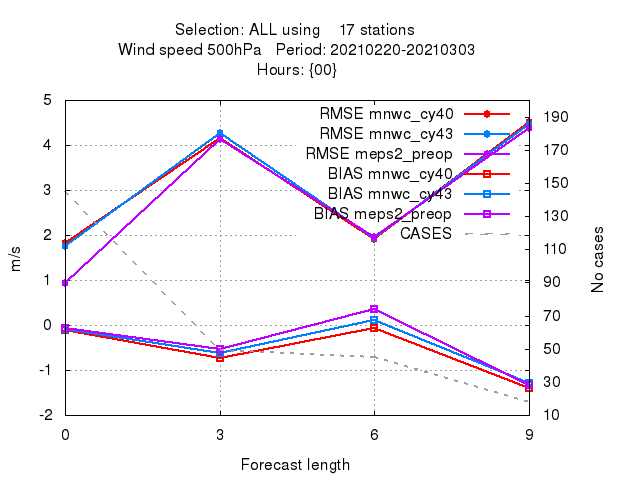 Selection: ALL using    17 stations
Wind speed 500hPa   Period: 20210220-20210303
Hours: {00}
RMSE mnwc_cy40
RMSE mnwc_cy43
RMSE meps2_preop
BIAS mnwc_cy40
BIAS mnwc_cy43
BIAS meps2_preop
CASES
m/s
5
4
3
2
1
0
-1
-2
No cases
190
170
150
130
110
90
70
50
30
10
0 3 6 9
Forecast length